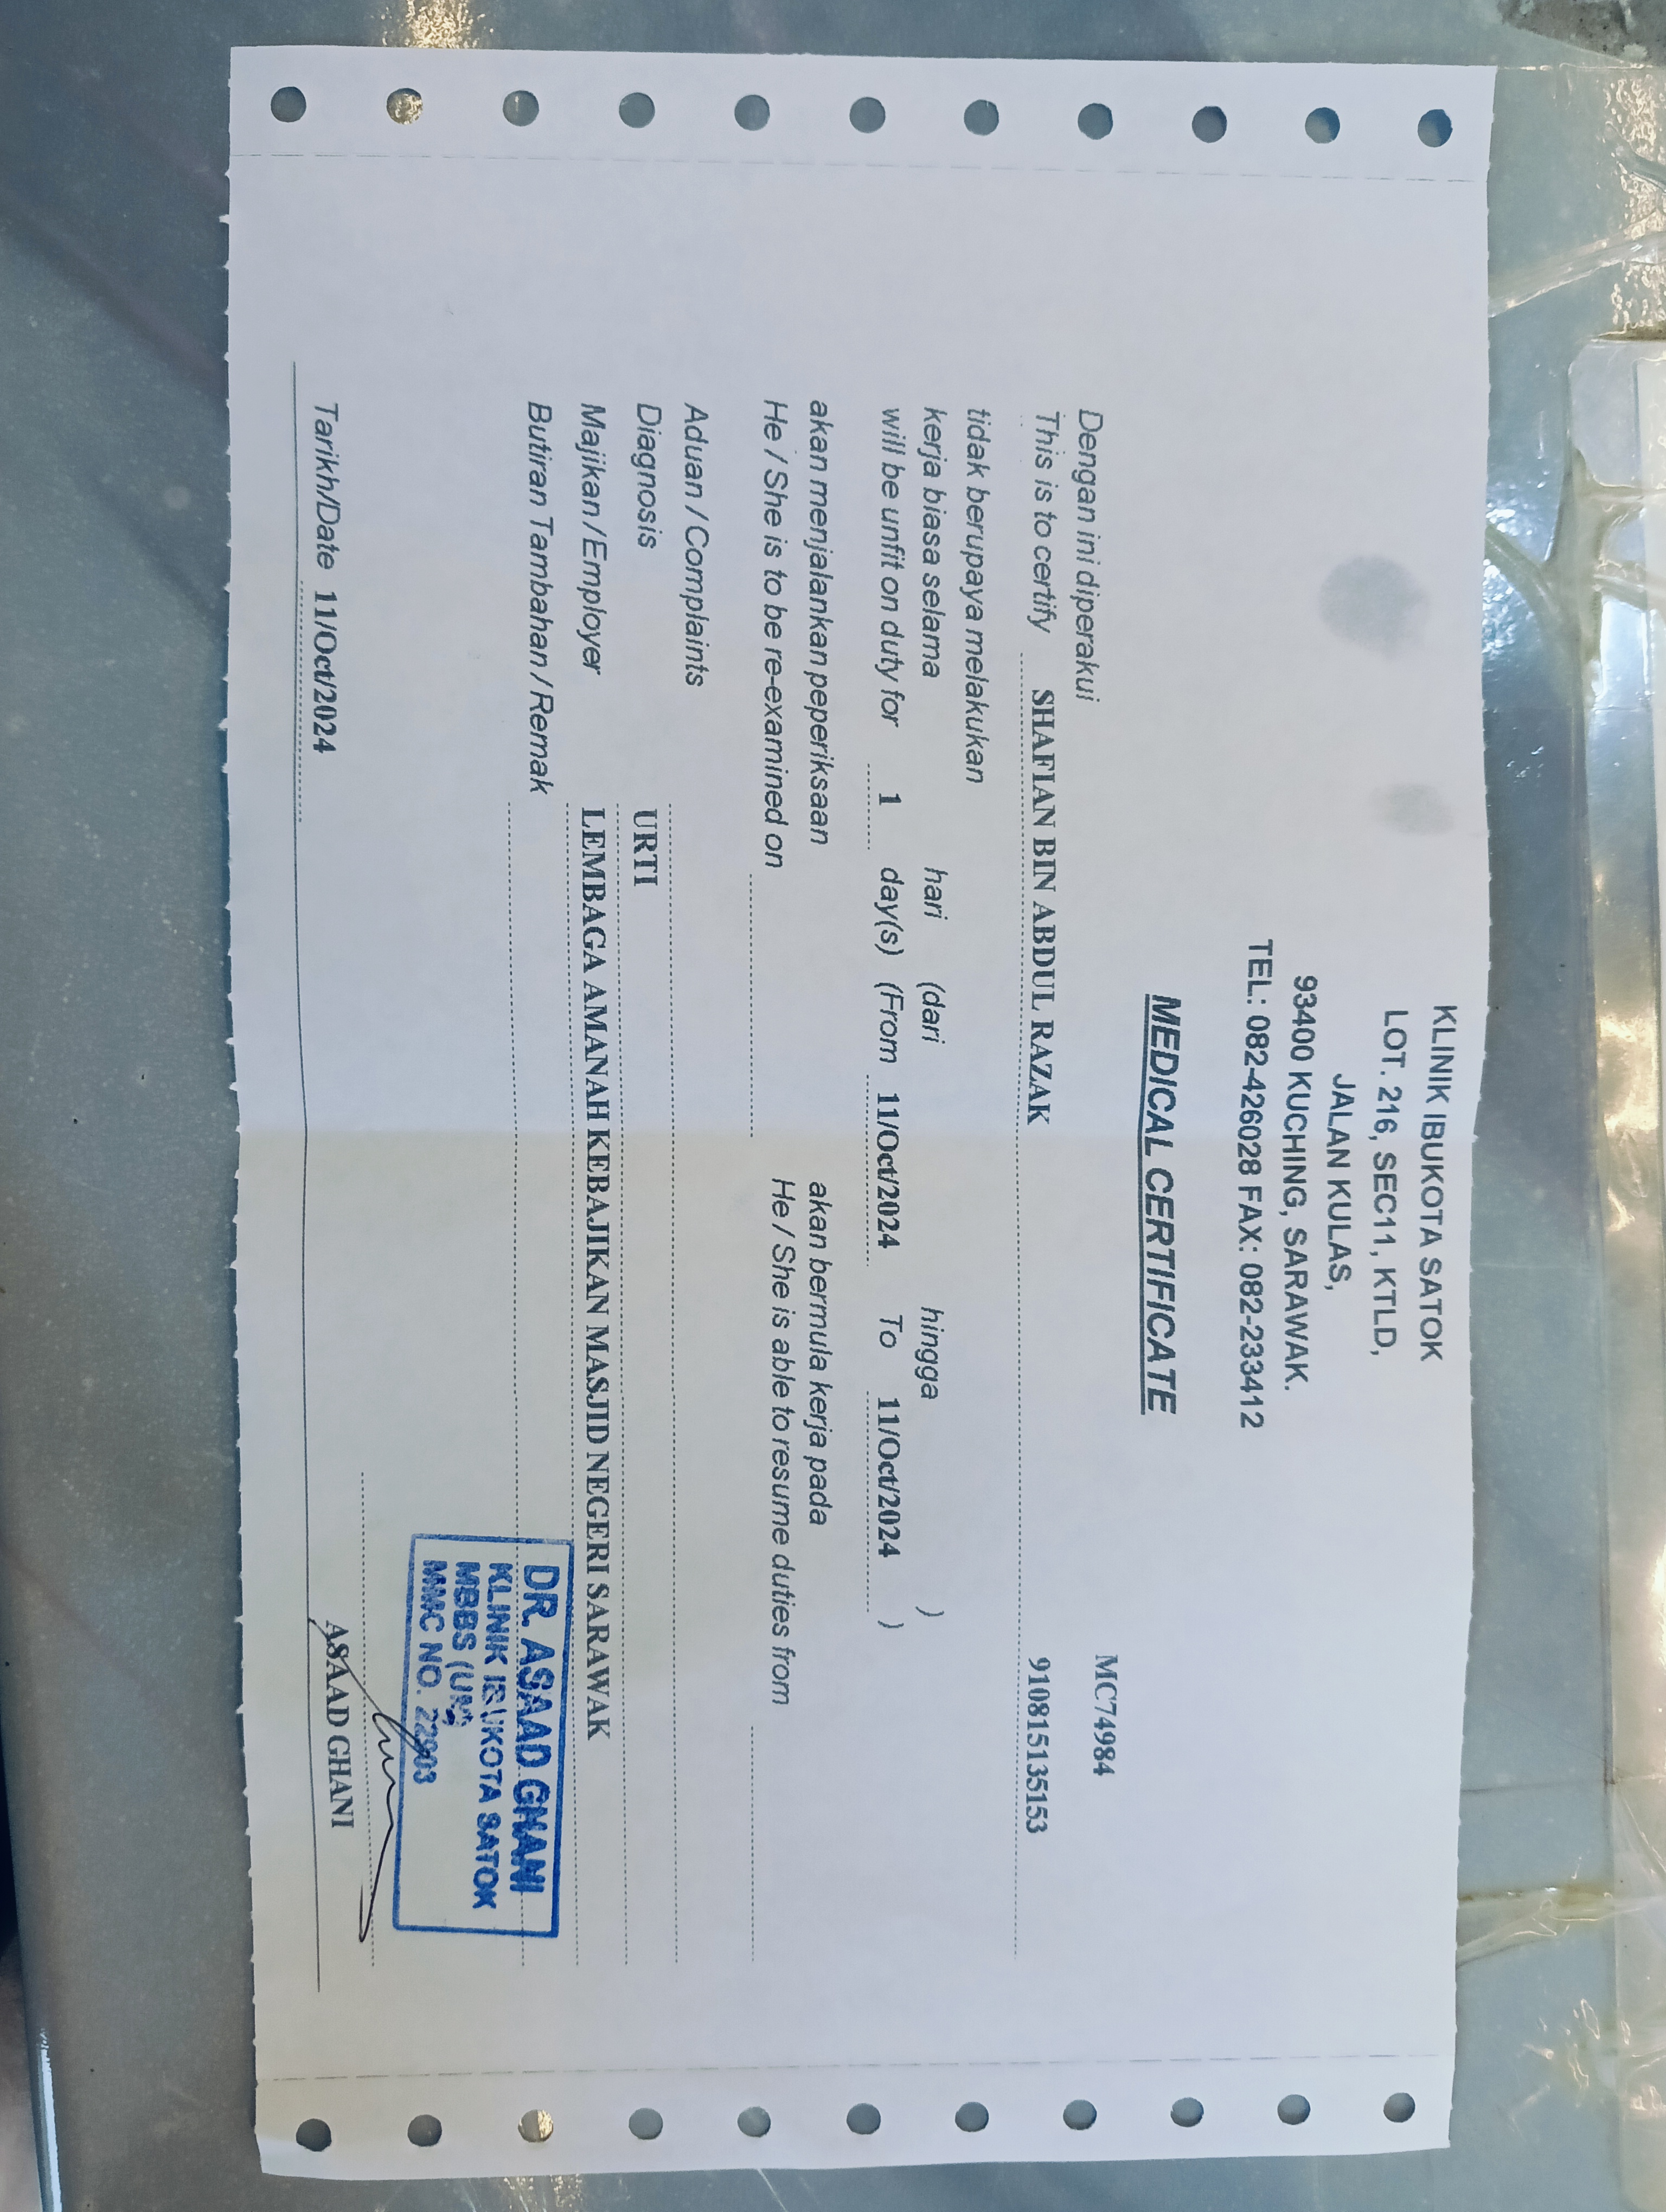 KLINIK IBUKOTA SATOK
LOT. 216, SEC11, KTLD,
JALAN KULAS,
93400 KUCHING, SARAWAK.
TEL: 082-426028 FAX: 082-233412
MEDICAL CERTIFICATE
MC74984
Dengan ini diperakui
This is to certify SHAFIAN BIN ABDUL RAZAK 910815135153
tidak berupaya melakukan
kerja biasa selama hari (dari hingga )
will be unfit on duty for 1 day(s) (From 11/Oct/2024 To 11/Oct/2024 )
akan menjalankan peperiksaan akan bermula kerja pada
He / She is to be re-examined on He / She is able to resume duties from
Aduan / Complaints
Diagnosis URTI
Majikan / Employer LEMBAGA AMANAH KEBAJIKAN MASJID NEGERI SARAWAK
Butiran Tambahan / Remak
DR. ASAAD GHANI
KLINIK IBUKOTA SATOK
MBBS (UM)
MMC NO.
Tarikh/Date 11/Oct/2024 ASAAD GHANI